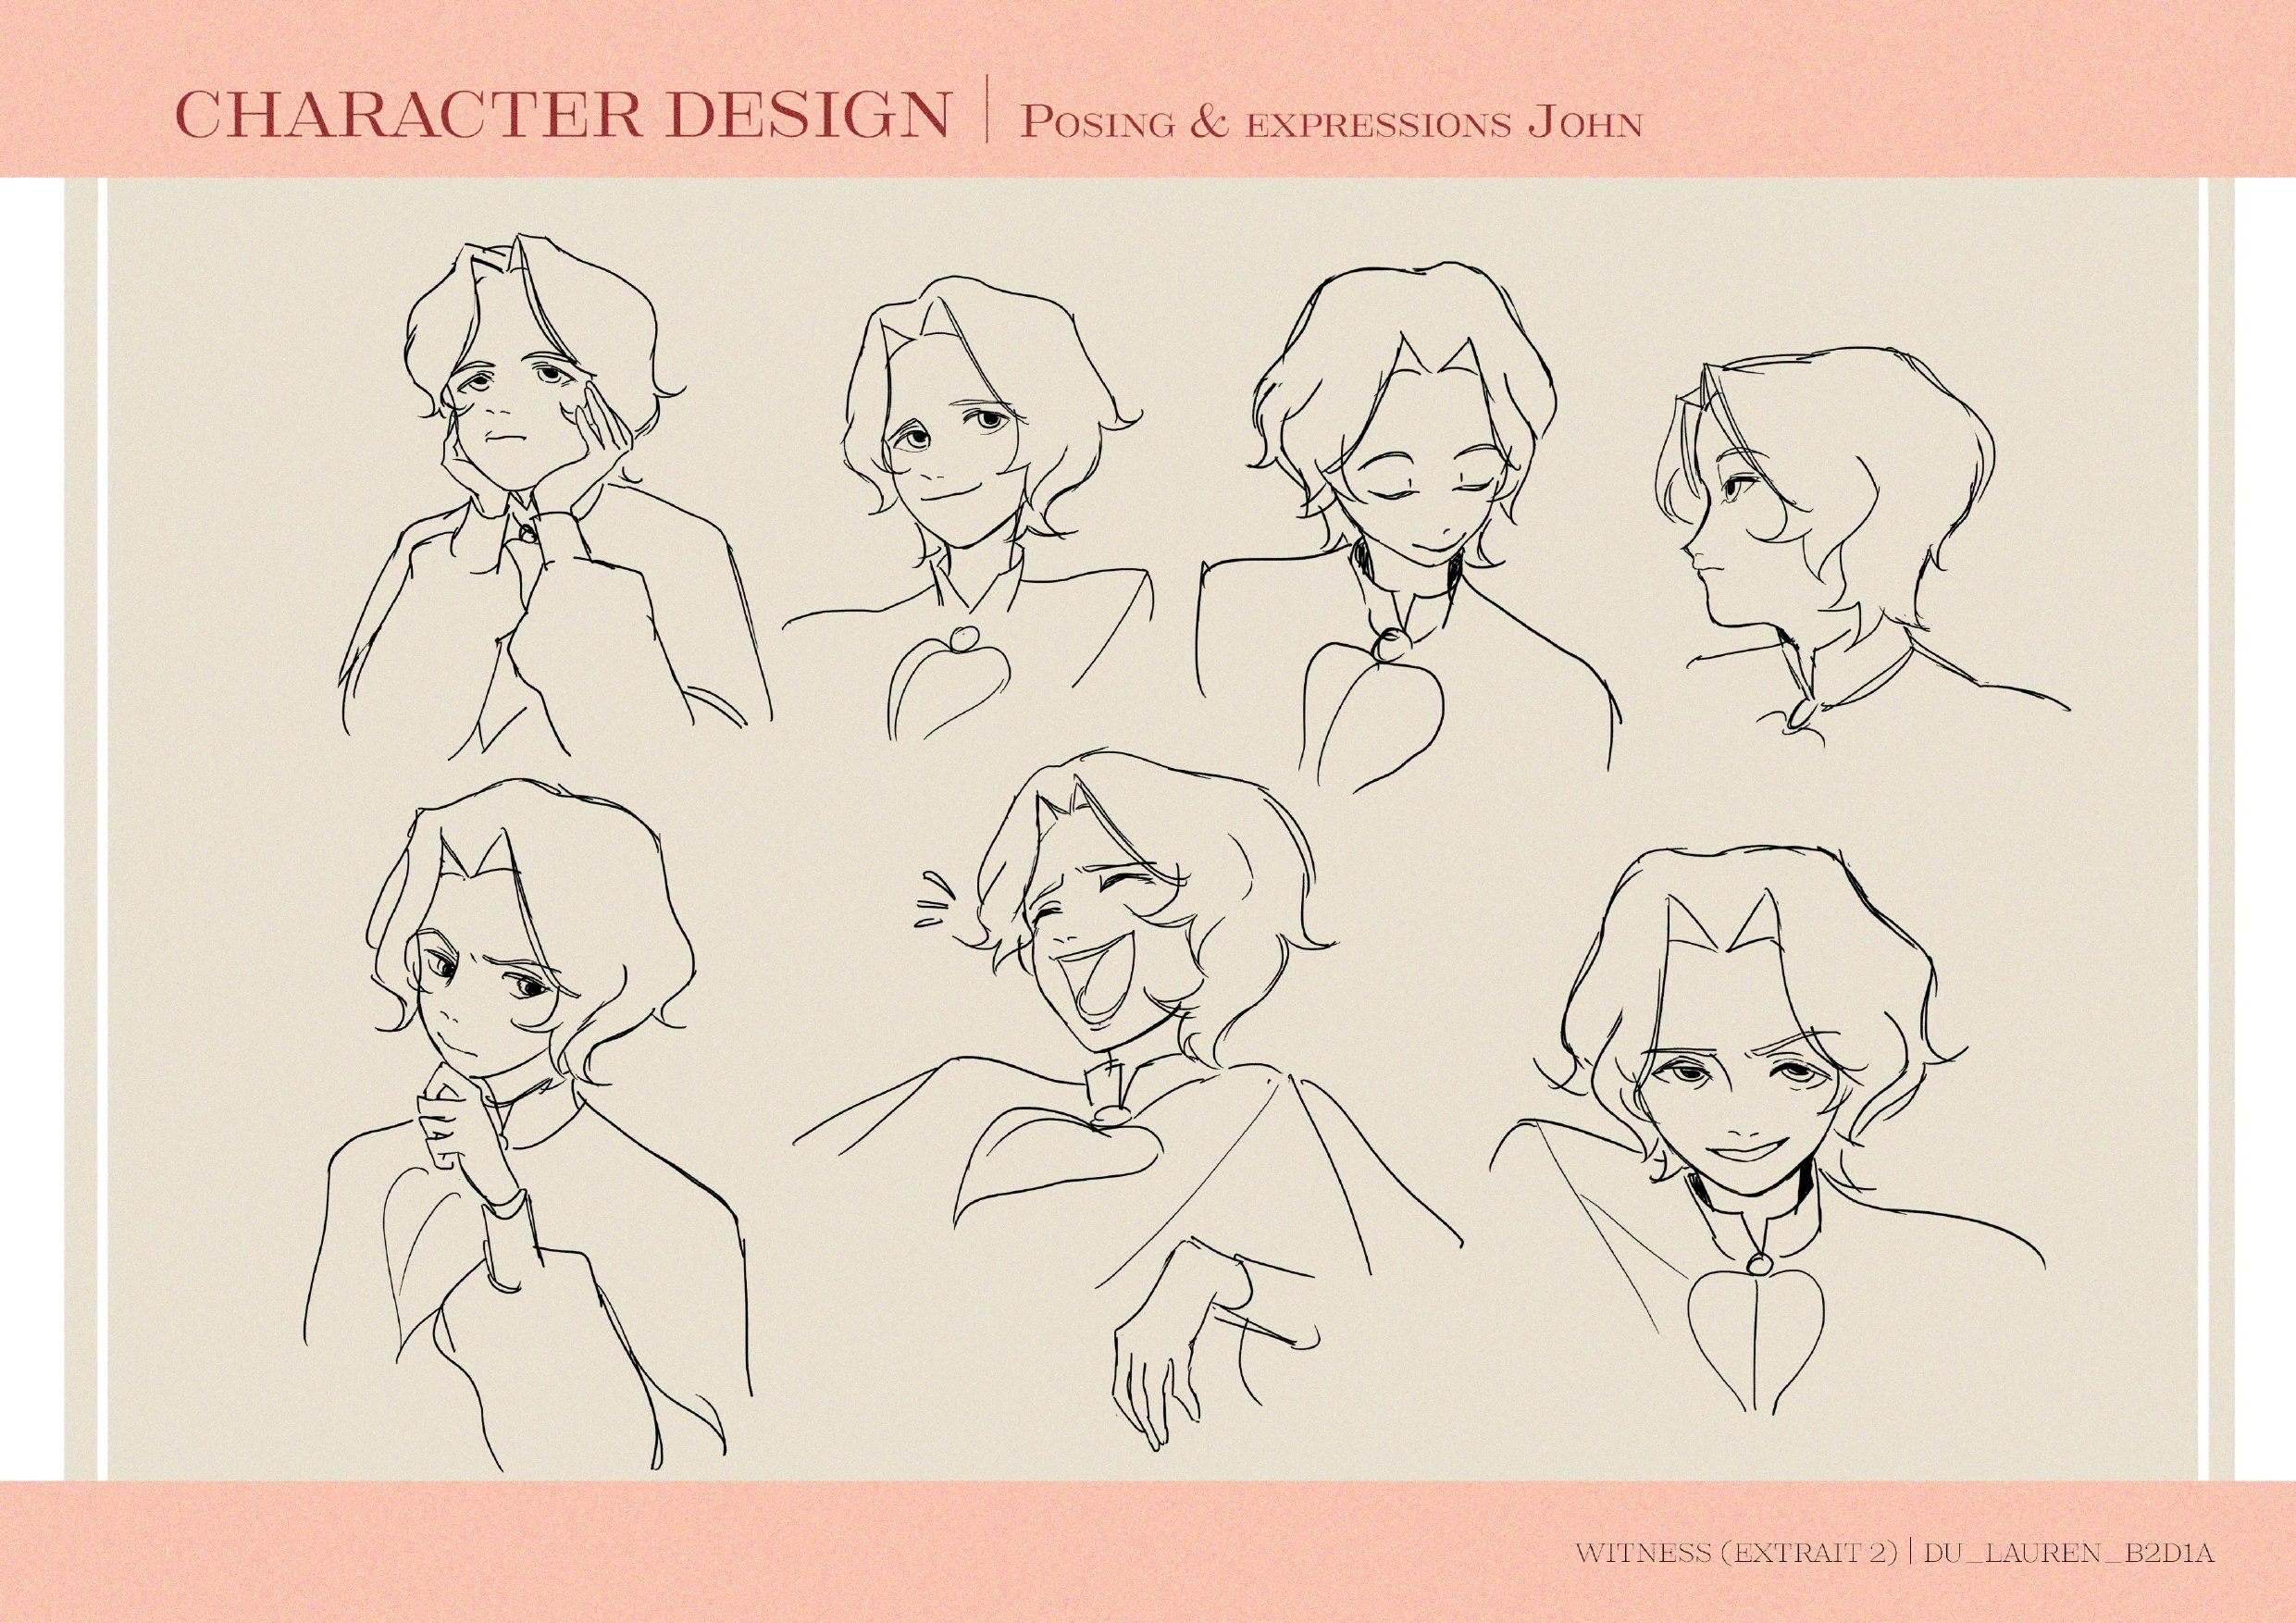 CHARACTER DESIGN | POSING & EXPRESSIONS JOHN
WITNESS (EXTRAIT 2) | DU_LAUREN_B2D1A